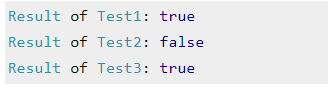 Result of Test1: true
Result of Test2: false
Result of Test3: true